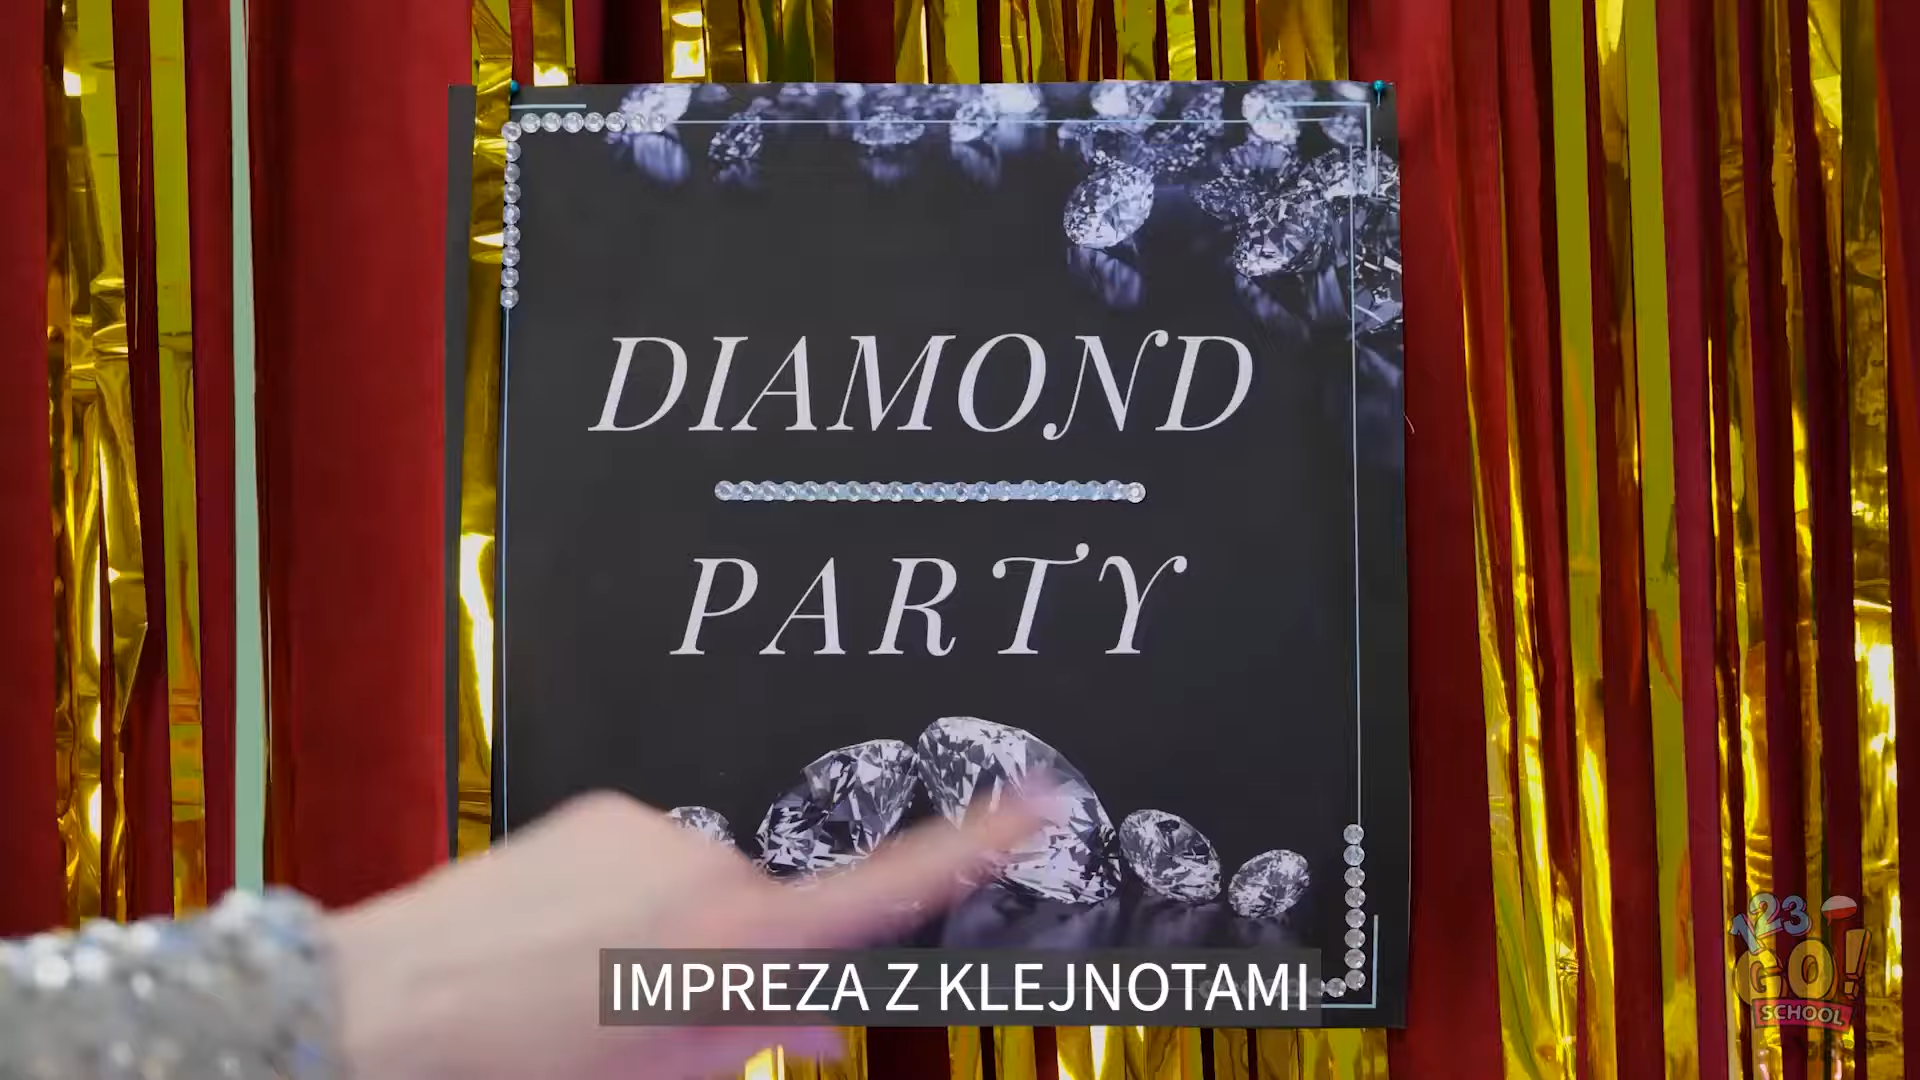 DIAMOND
PARTY
IMPREZA Z KLEJNOTAMI
123
GO!
SCHOOL